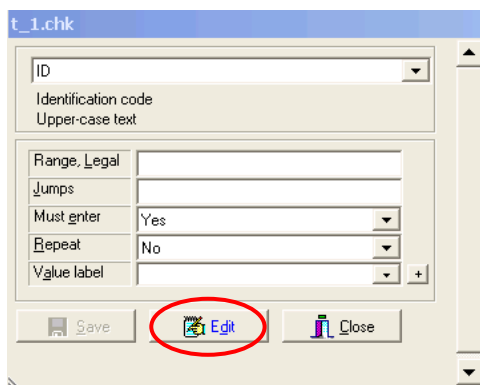 t_1.chk
ID
Identification code
Upper-case text
Range, Legal
Jumps
Must enter Yes
Repeat No
Value label +
Save Edit Close